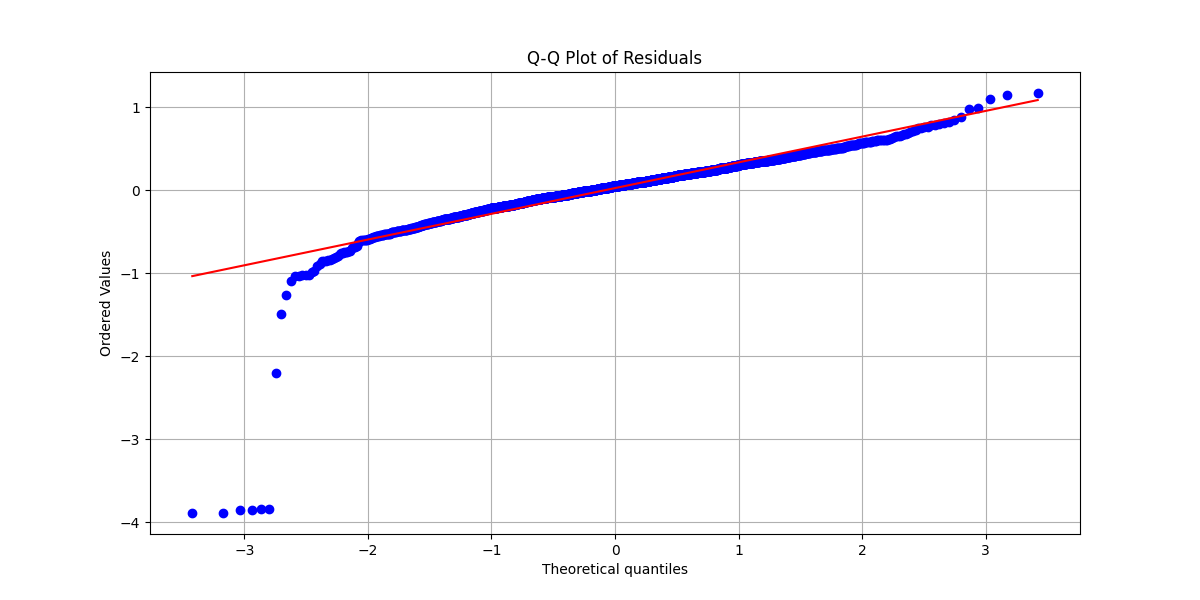 Q-Q Plot of Residuals
1
0
−1
−2
−3
−4
Ordered Values
−3 −2 −1 0 1 2 3
Theoretical quantiles